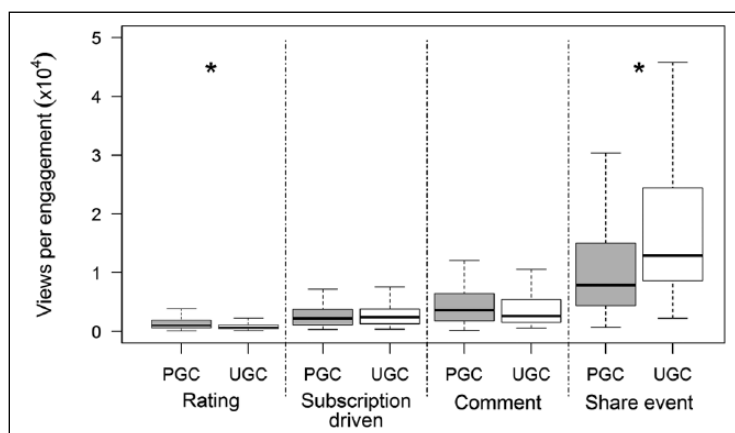 Views per engagement (x10⁴)
5
4
3
2
1
0
*
*
PGC UGC PGC UGC PGC UGC PGC UGC
Rating Subscription driven Comment Share event